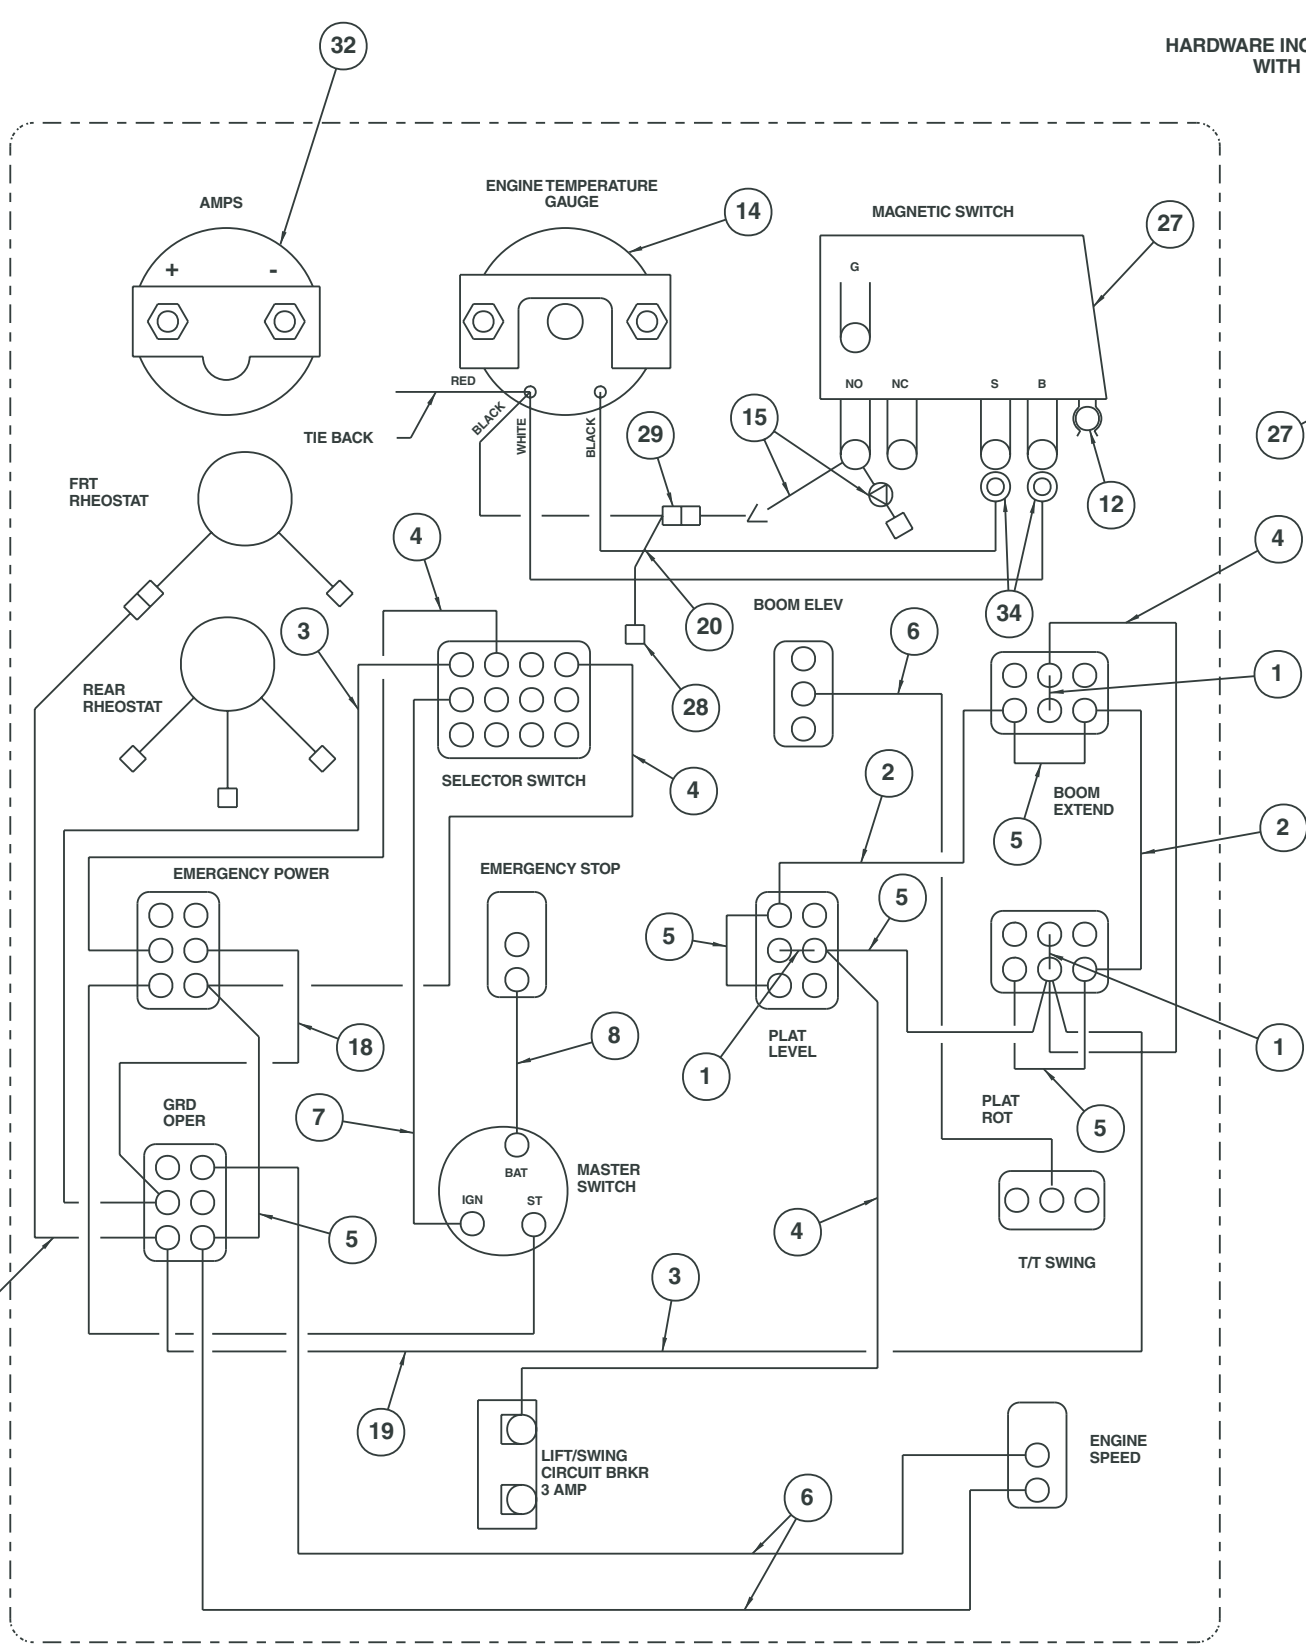 32
HARDWARE INC
WITH
AMPS
+ -
ENGINE TEMPERATURE
GAUGE
14
MAGNETIC SWITCH
27
G
NO NC S B
RED
BLACK
WHITE
BLACK
TIE BACK
29
15
12
27
FRT
RHEOSTAT
4
4
3
20
BOOM ELEV
34
6
REAR
RHEOSTAT
28
1
SELECTOR SWITCH
4
2
BOOM
EXTEND
5
2
EMERGENCY POWER
EMERGENCY STOP
5
5
18
8
PLAT
LEVEL
1
1
GRD
OPER
7
PLAT
ROT
5
BAT
IGN ST
MASTER
SWITCH
5
4
T/T SWING
3
19
LIFT/SWING
CIRCUIT BRKR
3 AMP
ENGINE
SPEED
6